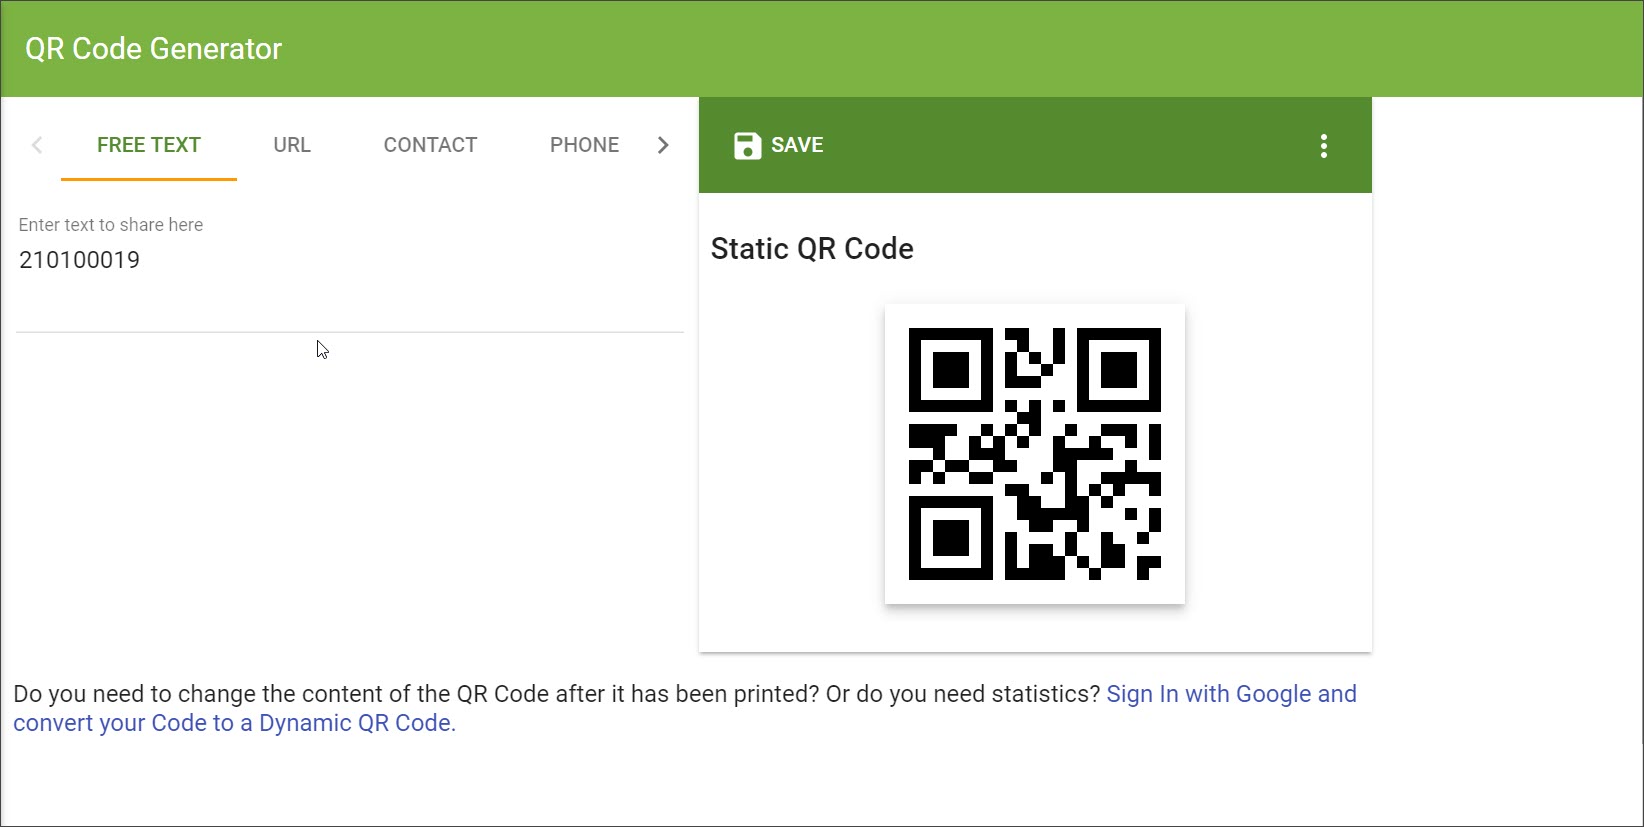 QR Code Generator
FREE TEXT URL CONTACT PHONE
Enter text to share here
210100019
SAVE
Static QR Code
Do you need to change the content of the QR Code after it has been printed? Or do you need statistics? Sign In with Google and
convert your Code to a Dynamic QR Code.